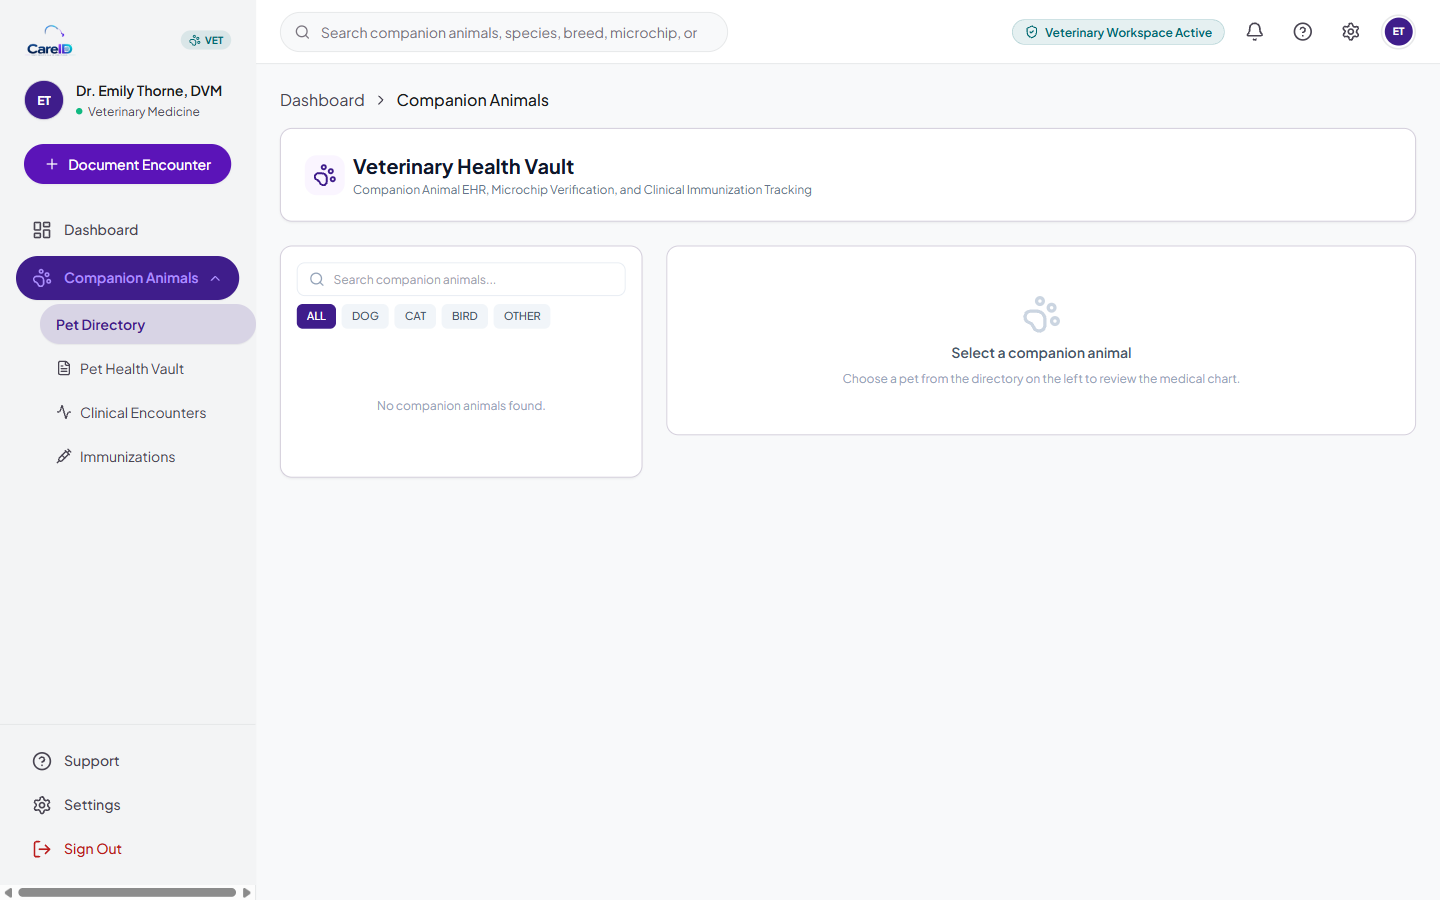 CareID
VET
ET
Dr. Emily Thorne, DVM
Veterinary Medicine
Document Encounter
Dashboard
Companion Animals
Pet Directory
Pet Health Vault
Clinical Encounters
Immunizations
Support
Settings
Sign Out
Search companion animals, species, breed, microchip, or
Veterinary Workspace Active
ET
Dashboard > Companion Animals
Veterinary Health Vault
Companion Animal EHR, Microchip Verification, and Clinical Immunization Tracking
Search companion animals...
ALL DOG CAT BIRD OTHER
No companion animals found.
Select a companion animal
Choose a pet from the directory on the left to review the medical chart.